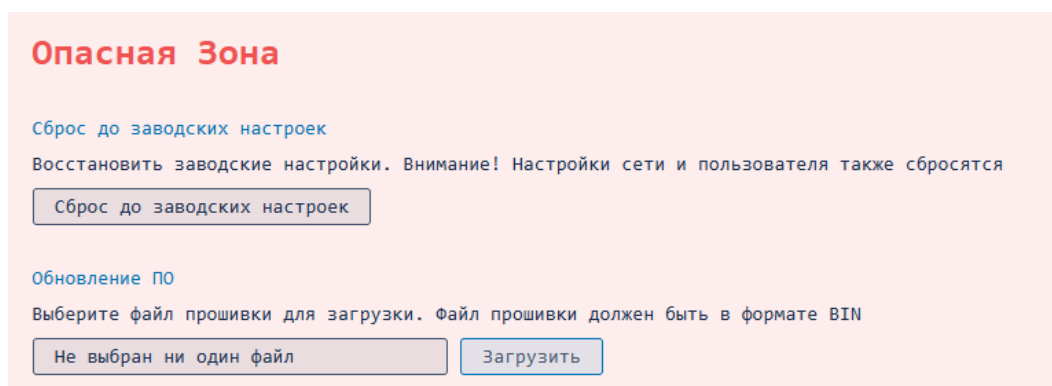 Опасная Зона
Сброс до заводских настроек
Восстановить заводские настройки. Внимание! Настройки сети и пользователя также сбросятся
Сброс до заводских настроек
Обновление ПО
Выберите файл прошивки для загрузки. Файл прошивки должен быть в формате BIN
Не выбран ни один файл Загрузить